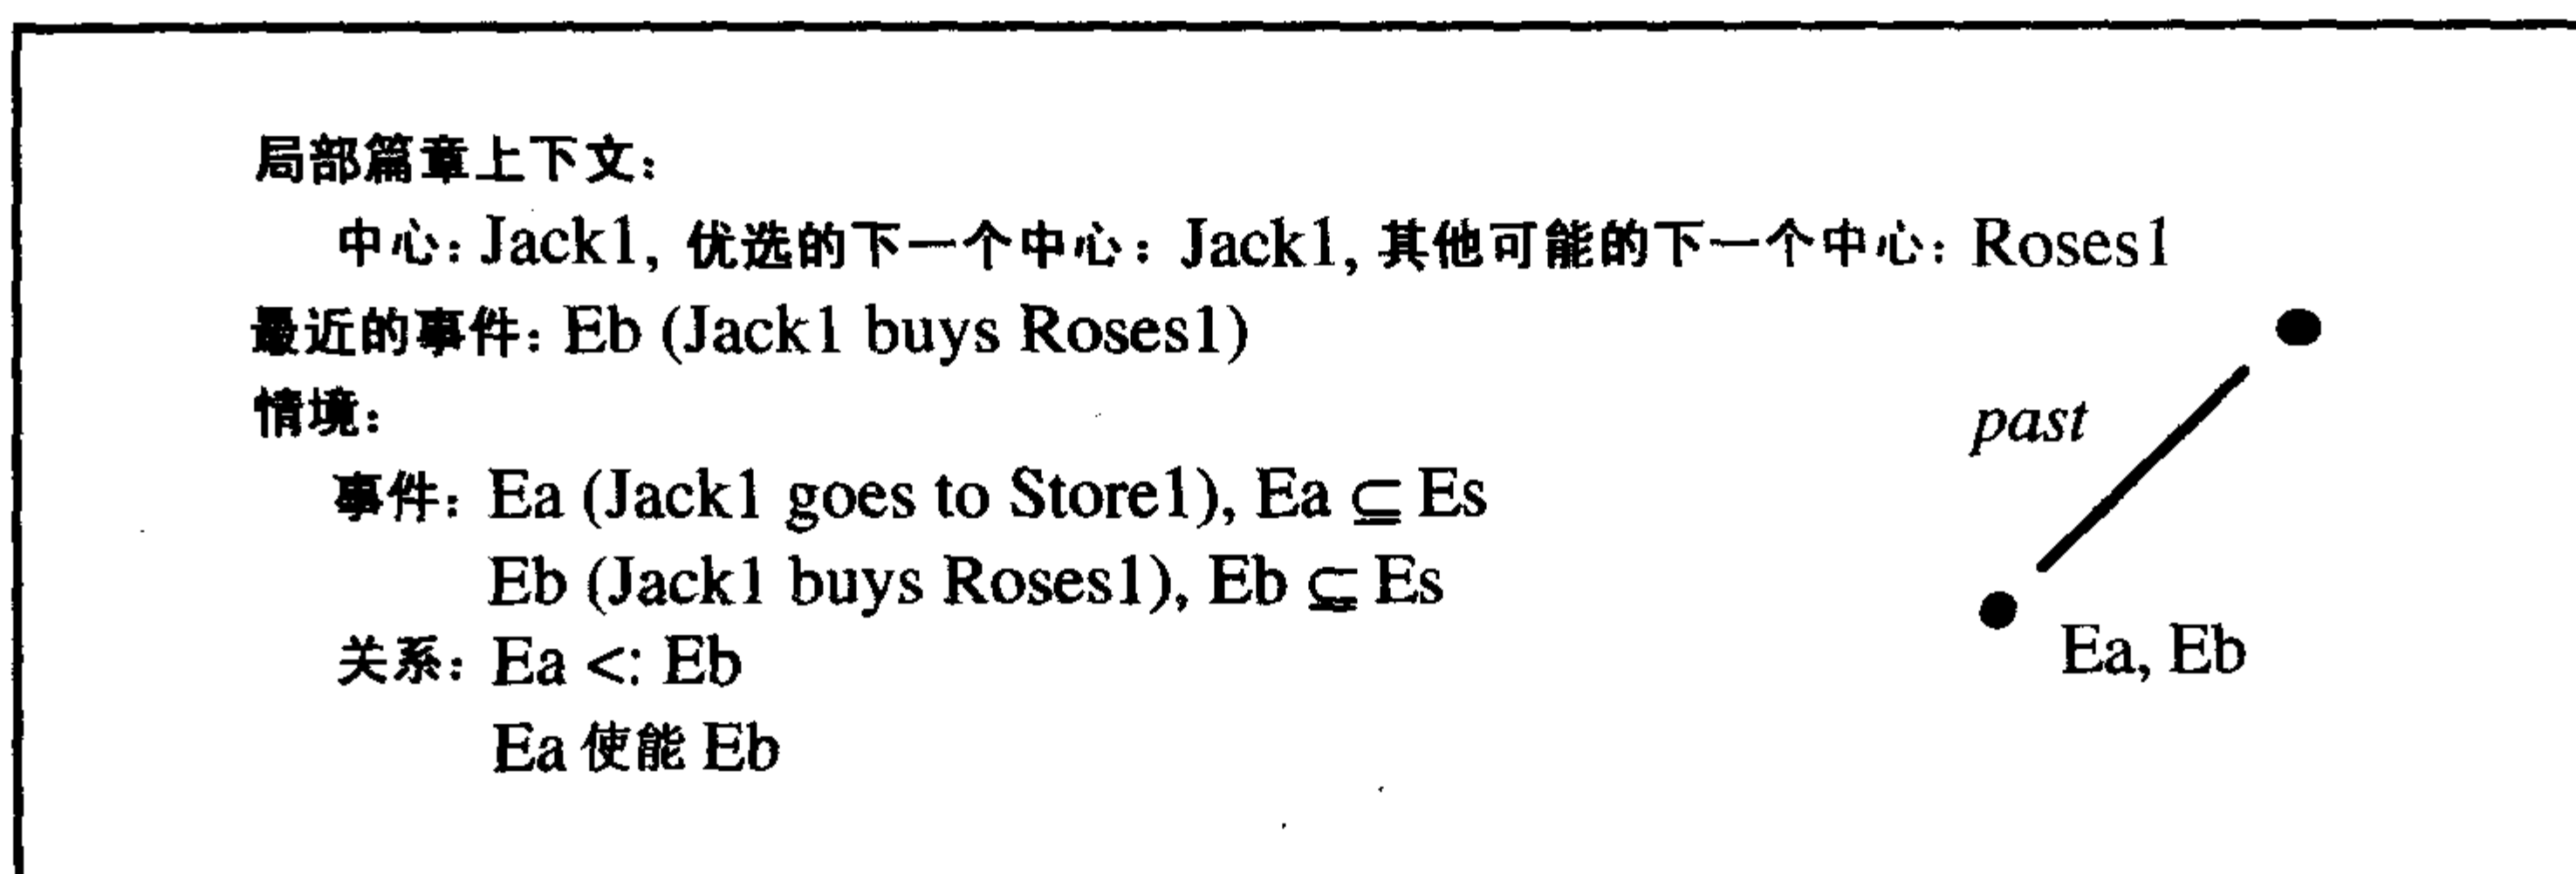 局部篇章上下文：
中心：Jack1, 优选的下一个中心：Jack1, 其他可能的下一个中心：Roses1
最近的事件：Eb (Jack1 buys Roses1)
情境：
past
事件：Ea (Jack1 goes to Store1), Ea ⊆ Es
Eb (Jack1 buys Roses1), Eb ⊆ Es
关系：Ea <: Eb
Ea, Eb
Ea 使能 Eb